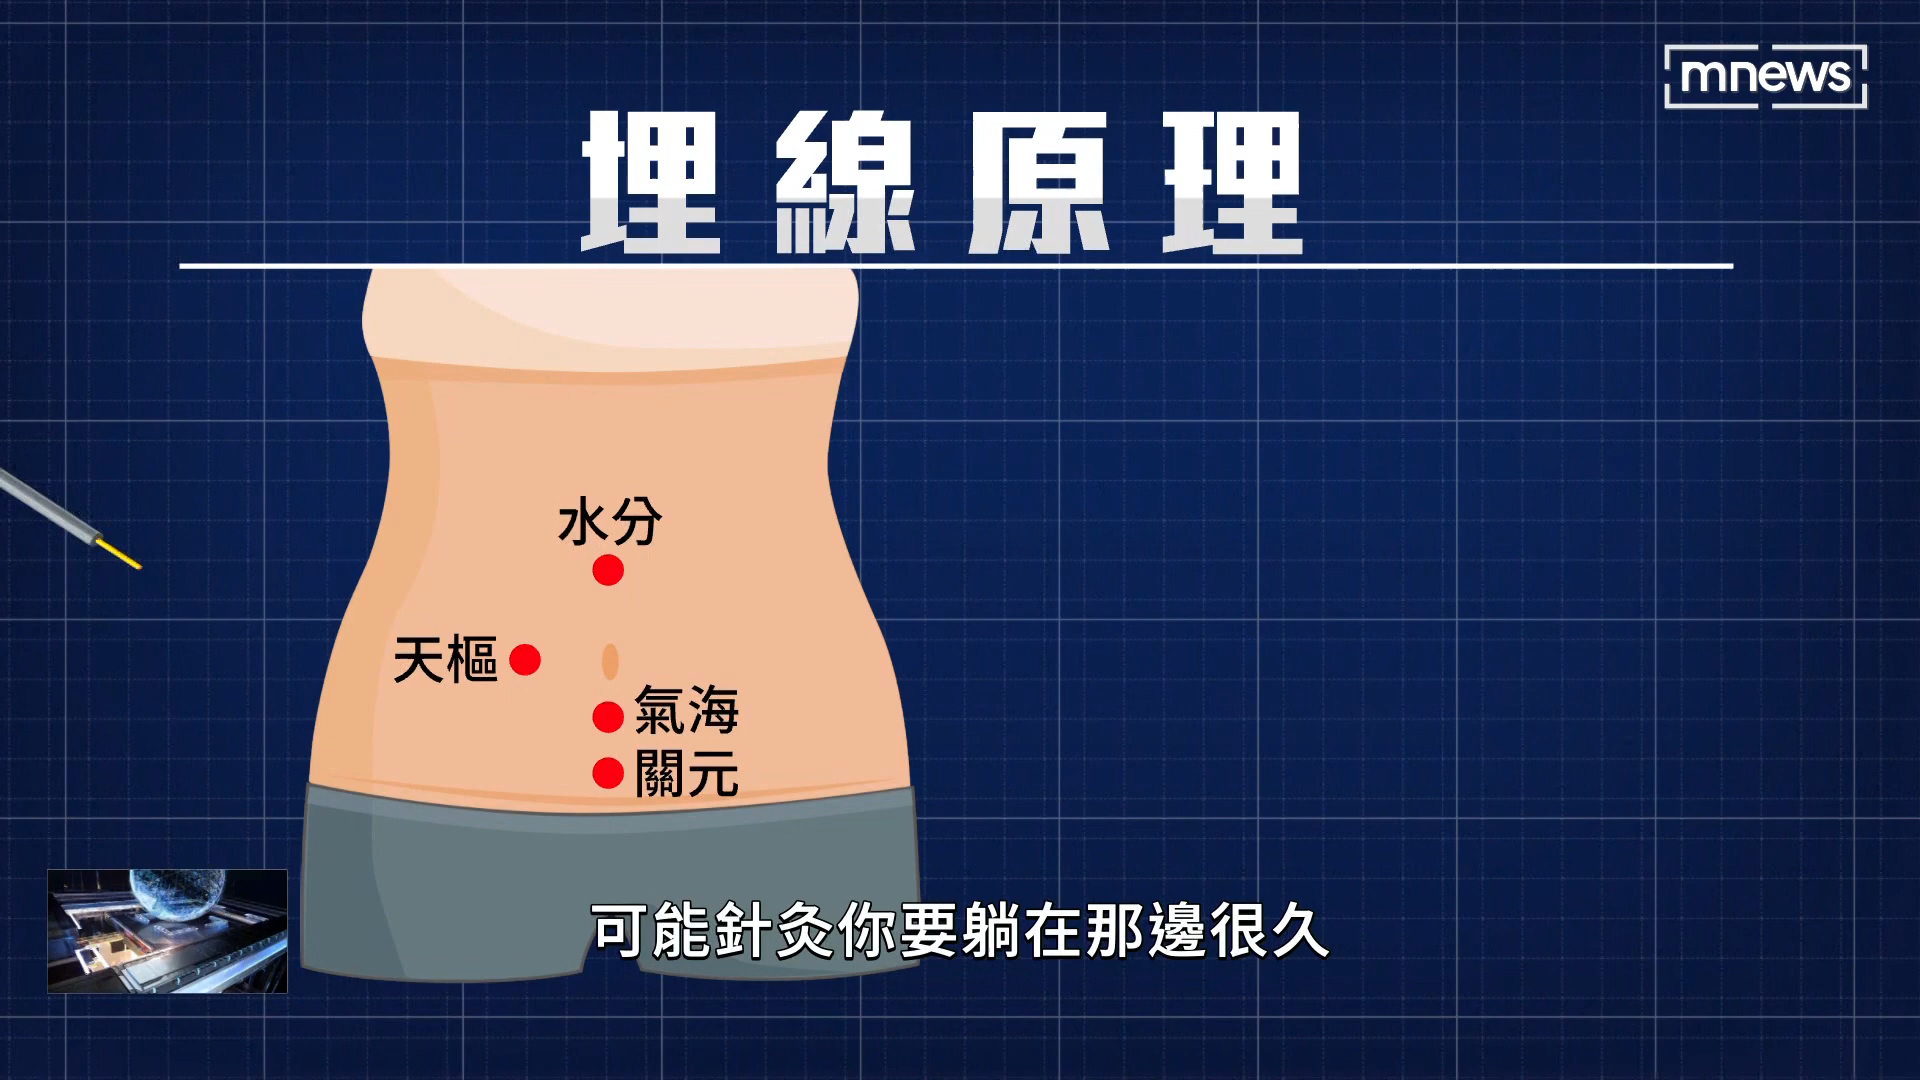 mnews
埋線原理
水分
天樞
氣海
關元
可能針灸你要躺在那邊很久